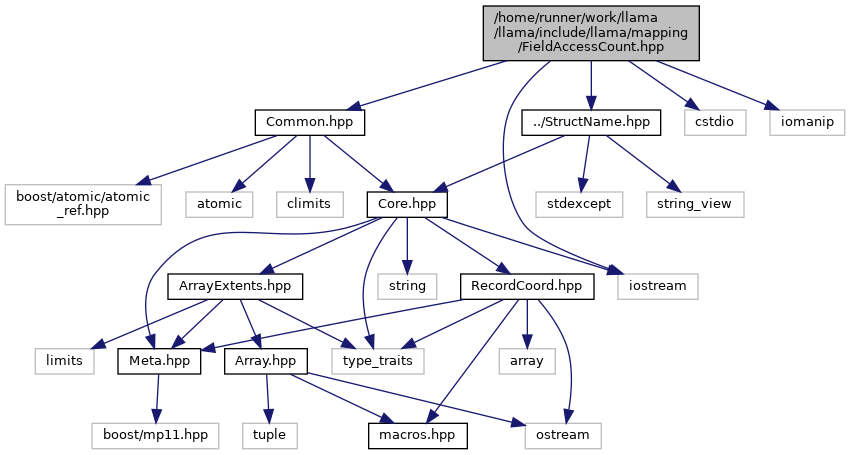 /home/runner/work/llama
/llama/include/llama/mapping
/FieldAccessCount.hpp
Common.hpp
../StructName.hpp
cstdio
iomanip
boost/atomic/atomic
_ref.hpp
atomic
climits
Core.hpp
stdexcept
string_view
ArrayExtents.hpp
string
RecordCoord.hpp
iostream
limits
Meta.hpp
Array.hpp
type_traits
array
boost/mp11.hpp
tuple
macros.hpp
ostream